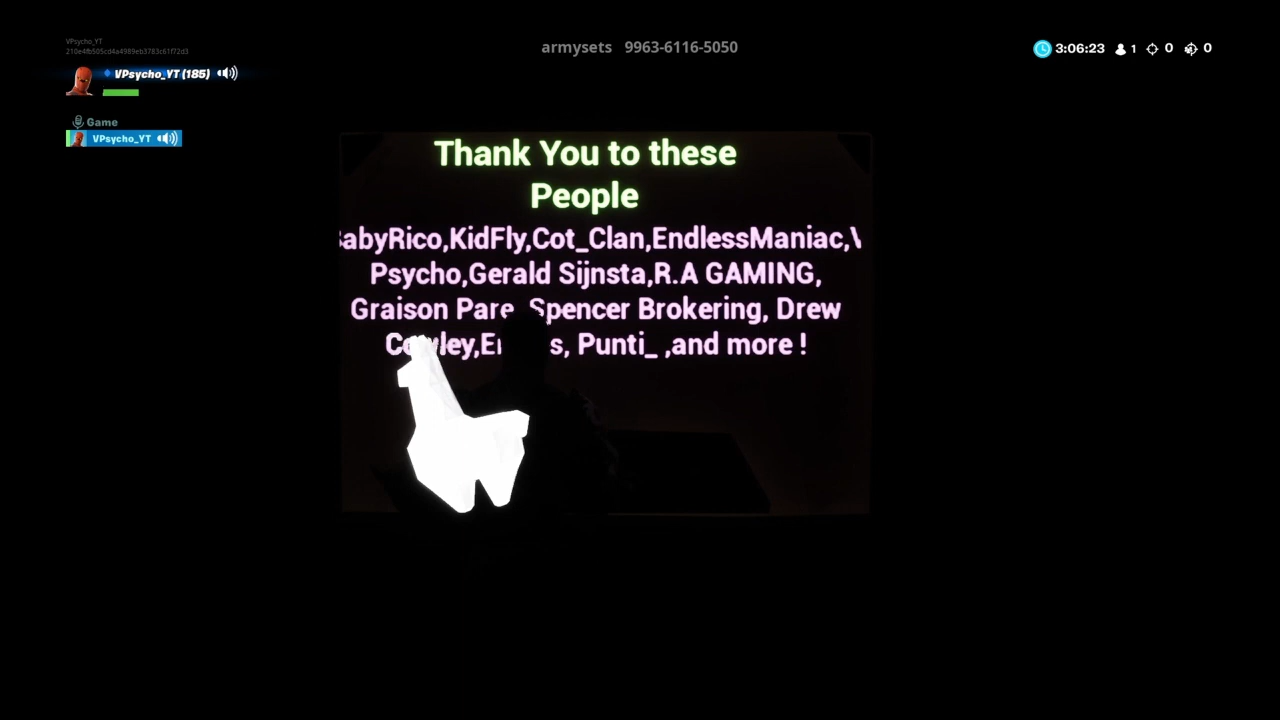 VPsycho_YT
armysets 9963-6116-5050
3:06:23 1 0 0
VPsycho_YT (185)
Game
VPsycho_YT
Thank You to these
People
abyRico,KidFly,Cot_Clan,EndlessManiac,V
Psycho,Gerald Sijnsta,R.A GAMING,
Graison Pare, Spencer Brokering, Drew
Punti_ ,and more !